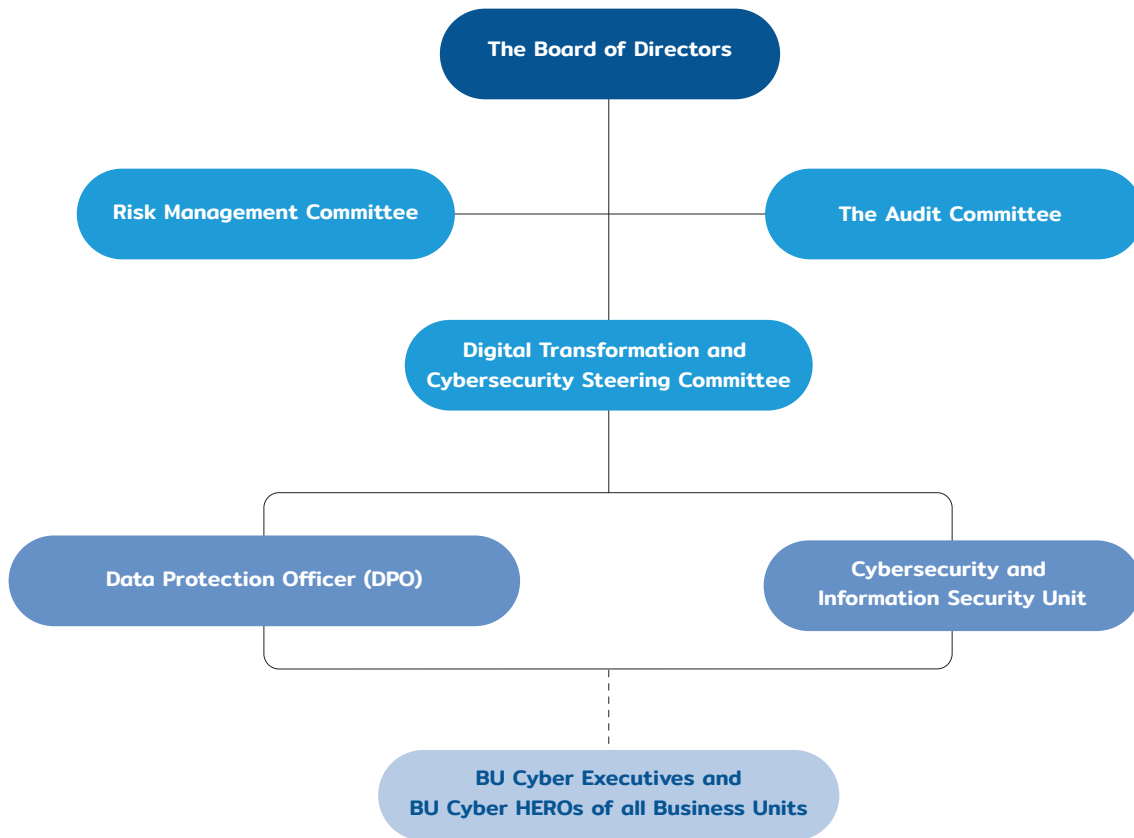 The Board of Directors
Risk Management Committee
The Audit Committee
Digital Transformation and
Cybersecurity Steering Committee
Data Protection Officer (DPO)
Cybersecurity and
Information Security Unit
BU Cyber Executives and
BU Cyber HEROs of all Business Units